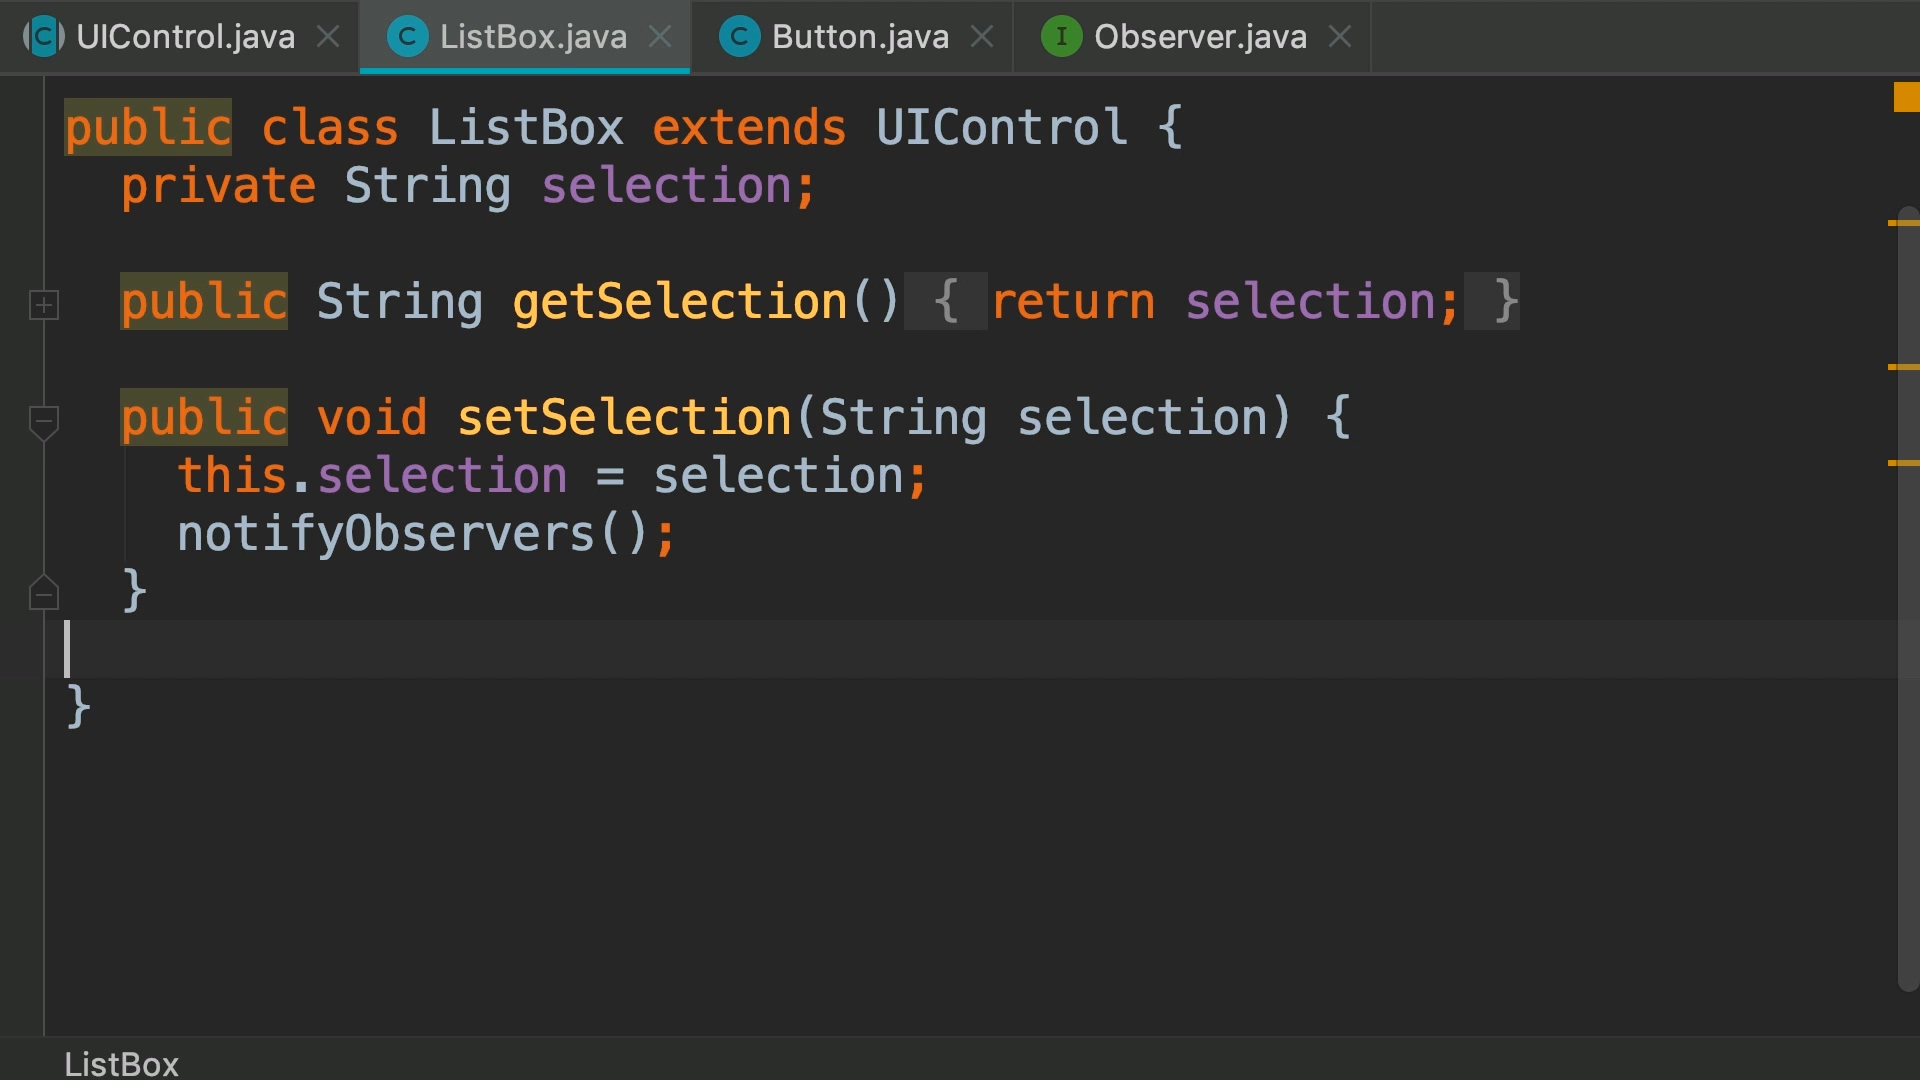 UIControl.java ListBox.java Button.java Observer.java
public class ListBox extends UIControl {
private String selection;
public String getSelection() { return selection; }
public void setSelection(String selection) {
this.selection = selection;
notifyObservers();
}
}
ListBox